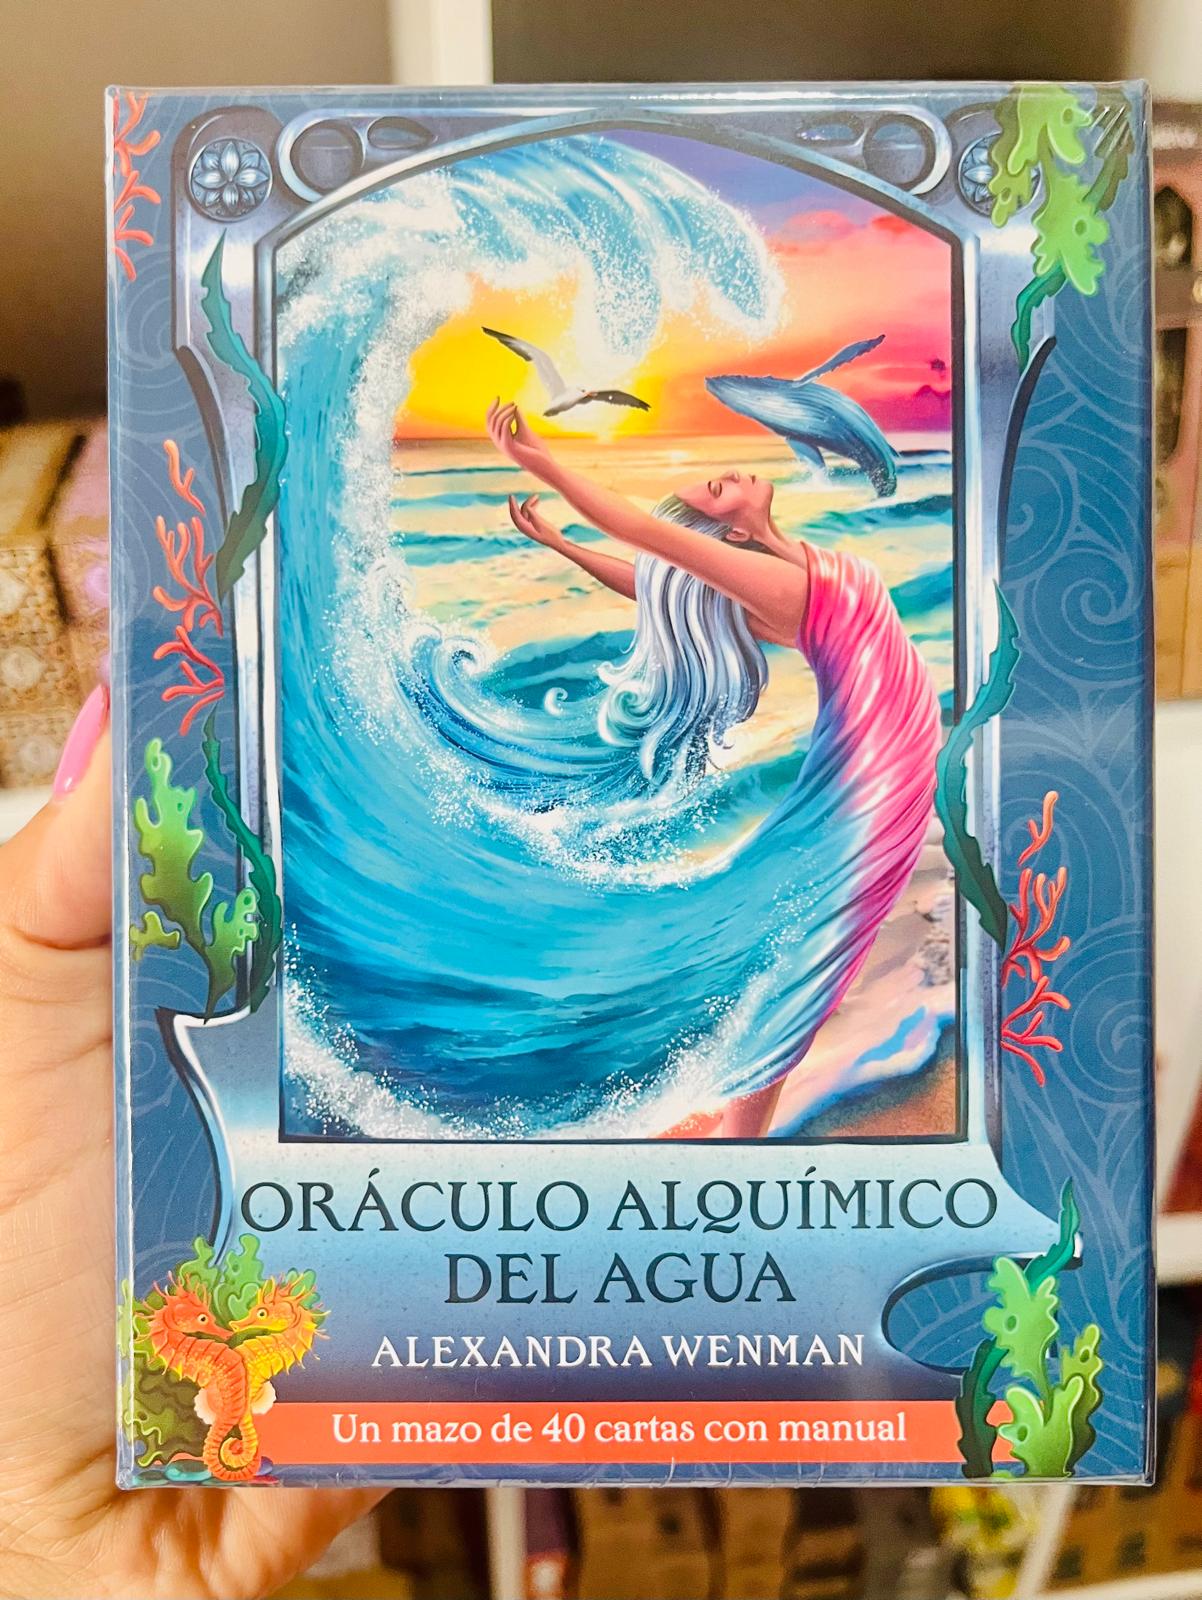 ORÁCULO ALQUÍMICO
DEL AGUA
ALEXANDRA WENMAN
Un mazo de 40 cartas con manual